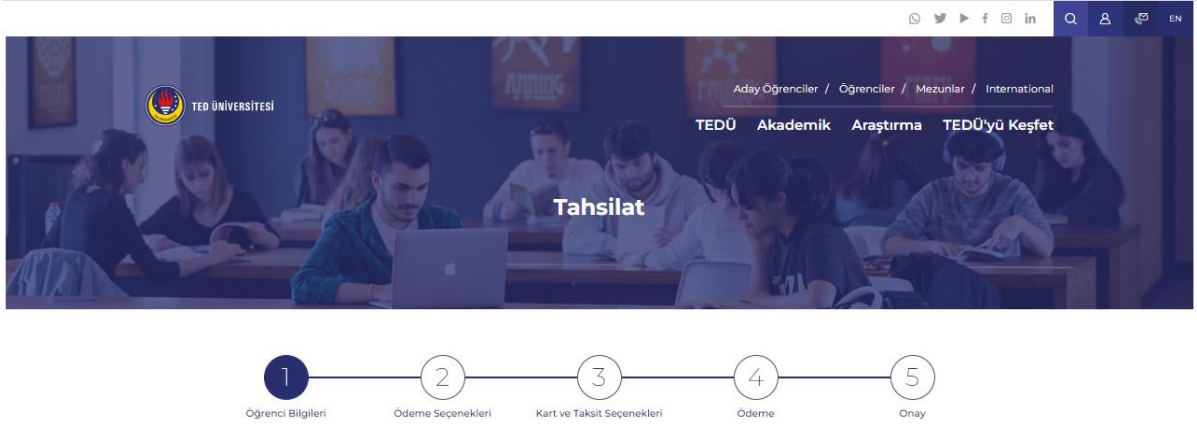 EN
TED ÜNİVERSİTESİ
Aday Öğrenciler / Öğrenciler / Mezunlar / International
TEDÜ Akademik Araştırma TEDÜ'yü Keşfet
Tahsilat
1 2 3 4 5
Öğrenci Bilgileri Ödeme Seçenekleri Kart ve Taksit Seçenekleri Ödeme Onay